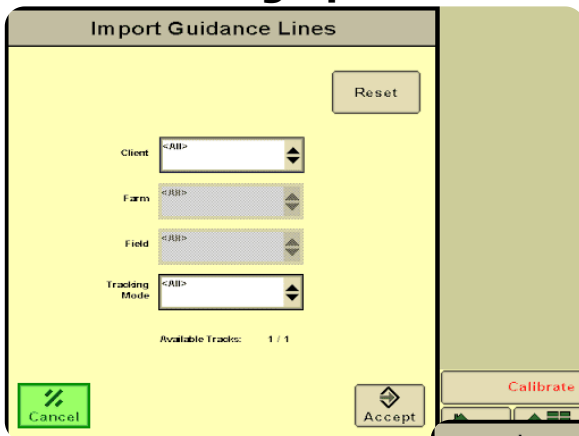 Import Guidance Lines
Reset
Client
<All>
Farm
<All>
Field
<All>
Tracking
Mode
<All>
Available Tracks: 1 / 1
Cancel
Accept
Calibrate